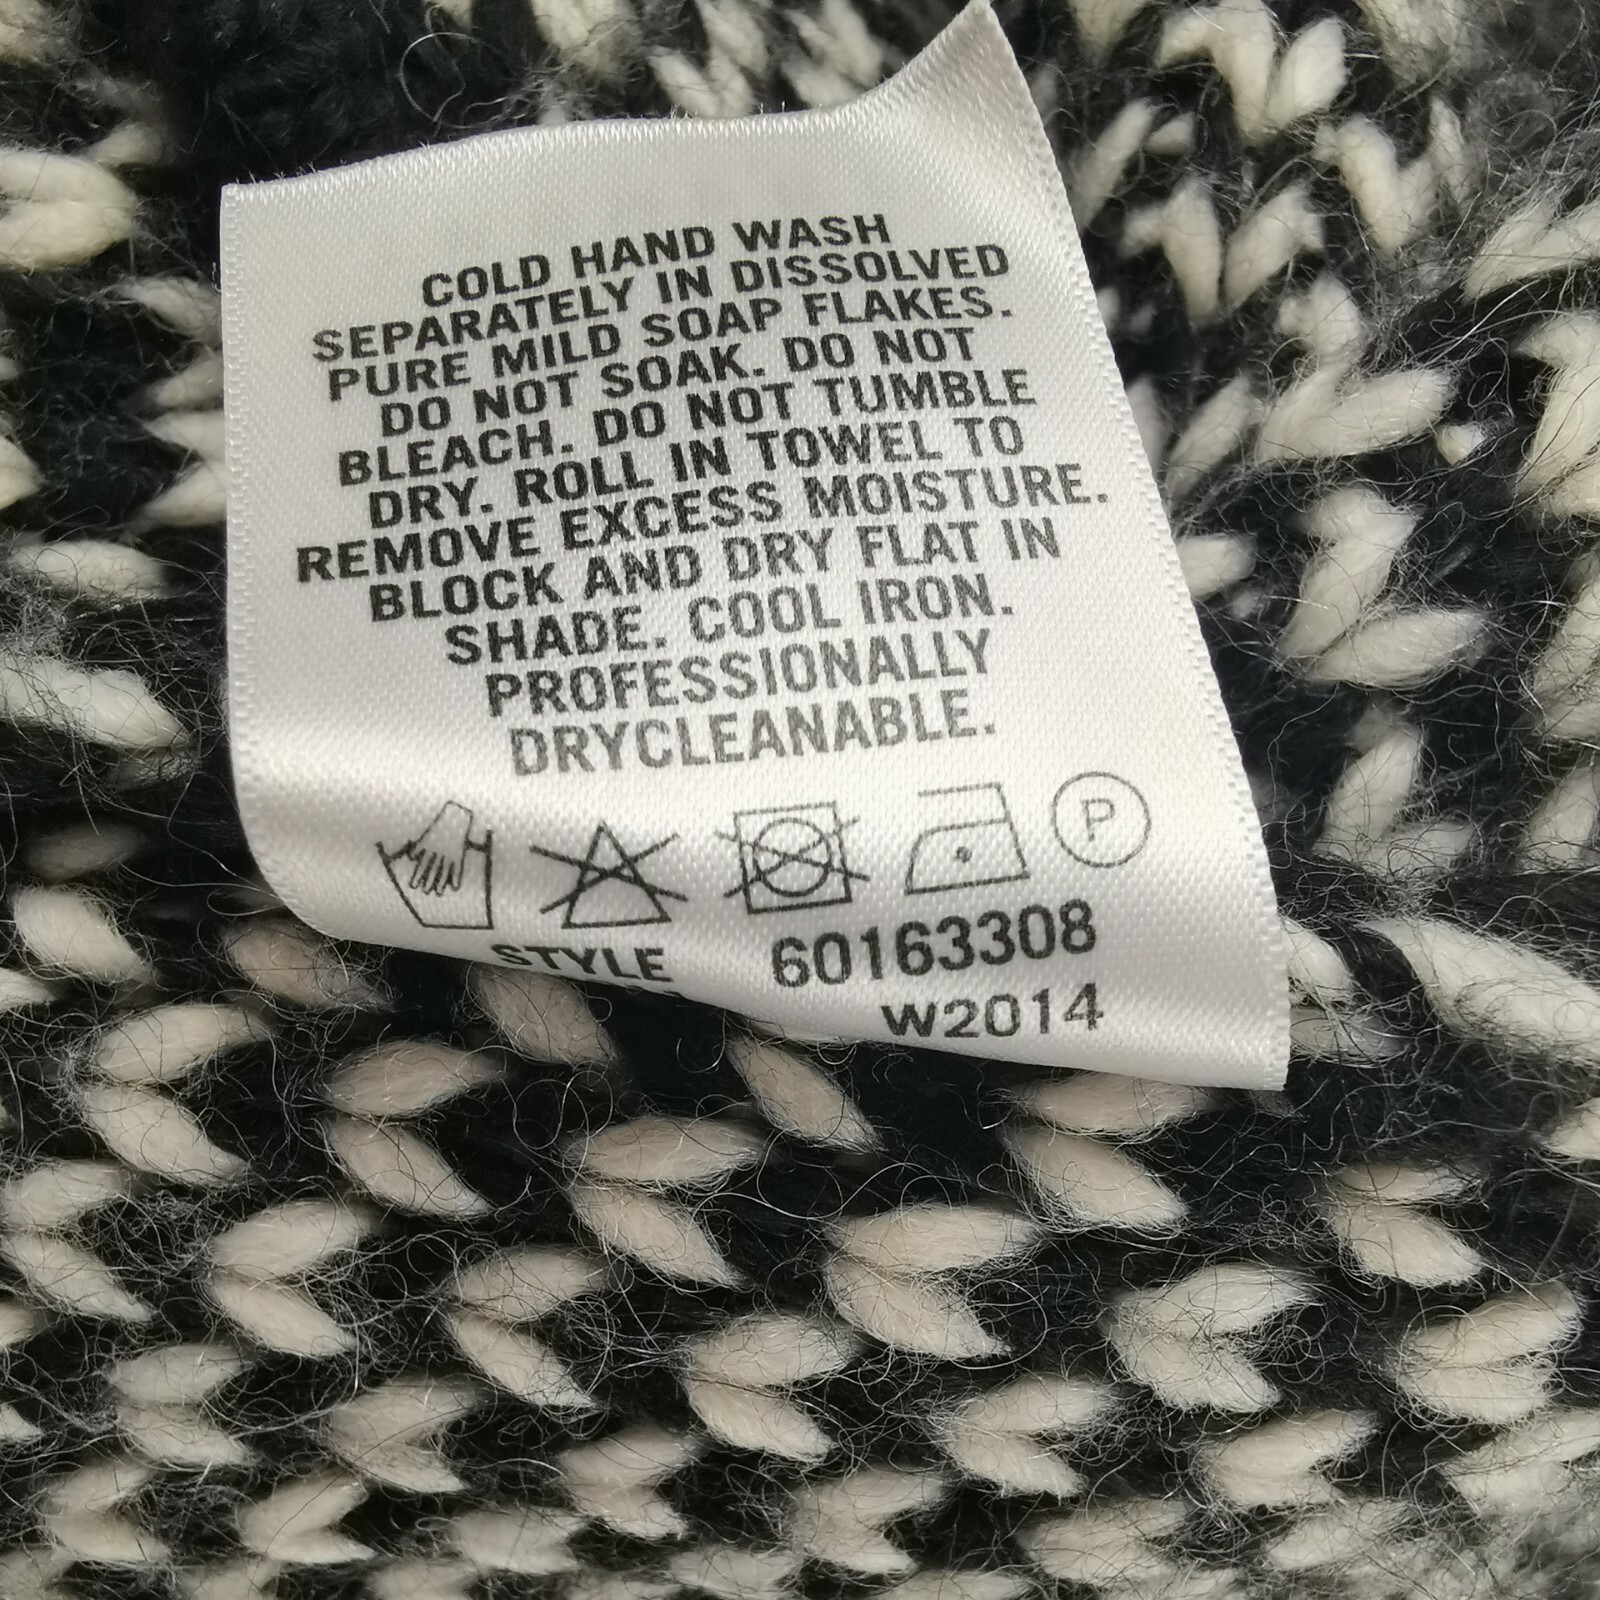 COLD HAND WASH
SEPARATELY IN DISSOLVED
PURE MILD SOAP FLAKES.
DO NOT SOAK. DO NOT
BLEACH. DO NOT TUMBLE
DRY. ROLL IN TOWEL TO
REMOVE EXCESS MOISTURE.
BLOCK AND DRY FLAT IN
SHADE. COOL IRON.
PROFESSIONALLY
DRYCLEANABLE.
P
STYLE 60163308
W2014